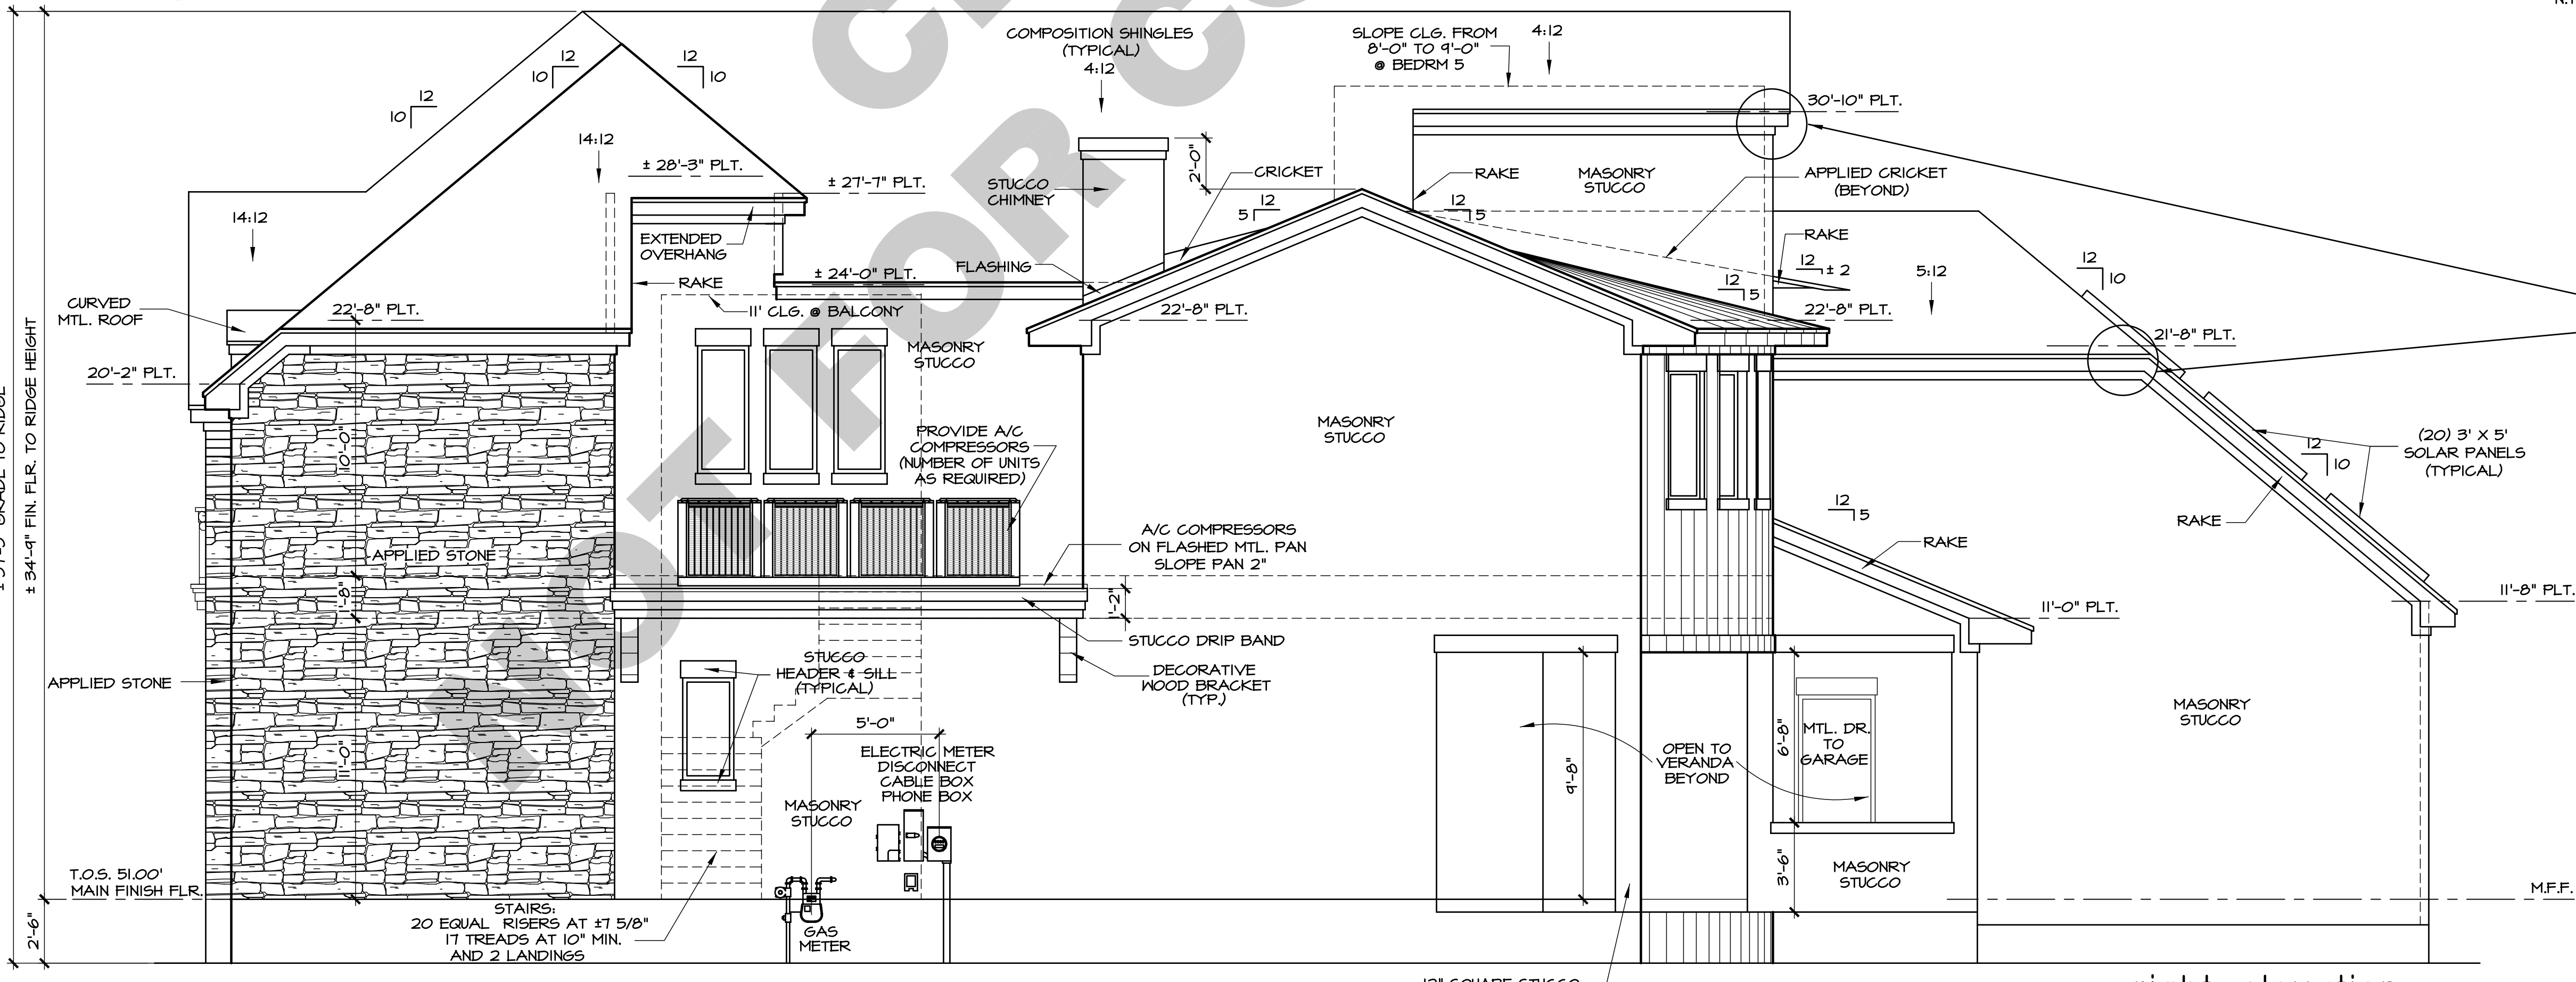 NOT FOR CO
COMPOSITION SHINGLES
(TYPICAL)
4:12
SLOPE CLG. FROM
8'-0" TO 9'-0"
@ BEDRM 5
4:12
12
10
12
10
12
10
14:12
14:12
± 28'-3" PLT.
± 27'-7" PLT.
30'-10" PLT.
2'-0"
STUCCO
CHIMNEY
CRICKET
12
5
RAKE
12
5
MASONRY
STUCCO
APPLIED CRICKET
(BEYOND)
EXTENDED
OVERHANG
RAKE
± 24'-0" PLT.
FLASHING
11' CLG. @ BALCONY
RAKE
12
± 2
12
5
5:12
12
10
CURVED
MTL. ROOF
22'-8" PLT.
22'-8" PLT.
22'-8" PLT.
21'-8" PLT.
20'-2" PLT.
MASONRY
STUCCO
± 34'-9" FIN. FLR. TO RIDGE HEIGHT
MASONRY
STUCCO
10'-0"
PROVIDE A/C
COMPRESSORS
(NUMBER OF UNITS
AS REQUIRED)
(20) 3' X 5'
SOLAR PANELS
(TYPICAL)
12
10
RAKE
12
5
RAKE
APPLIED STONE
A/C COMPRESSORS
ON FLASHED MTL. PAN
SLOPE PAN 2"
1'-8"
1'-2"
11'-0" PLT.
11'-8" PLT.
STUCCO DRIP BAND
STUCCO
HEADER & SILL
(TYPICAL)
DECORATIVE
WOOD BRACKET
(TYP.)
APPLIED STONE
MASONRY
STUCCO
5'-0"
ELECTRIC METER
DISCONNECT
CABLE BOX
PHONE BOX
11'-0"
9'-8"
OPEN TO
VERANDA
BEYOND
6'-8"
MTL. DR.
TO
GARAGE
MASONRY
STUCCO
3'-6"
MASONRY
STUCCO
T.O.S. 51.00'
MAIN FINISH FLR.
M.F.F.
2'-6"
STAIRS:
20 EQUAL RISERS AT ±7 5/8"
17 TREADS AT 10" MIN.
AND 2 LANDINGS
GAS
METER
12" SQUARE STUCCO
right elevation